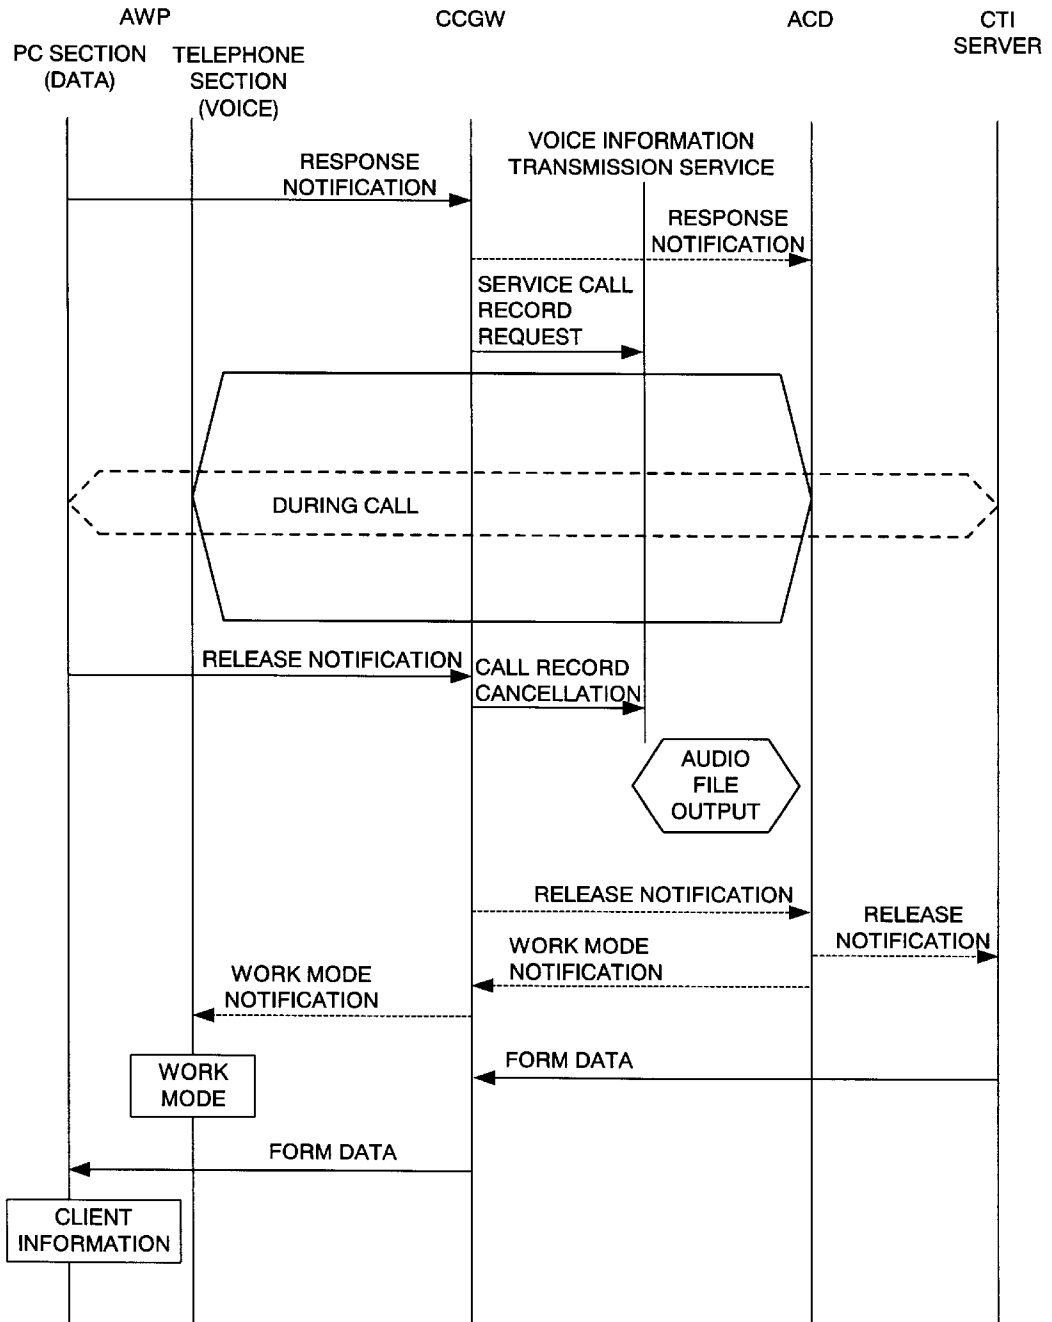 AWP
CCGW
ACD
CTI
SERVER
PC SECTION
(DATA)
TELEPHONE
SECTION
(VOICE)
VOICE INFORMATION
TRANSMISSION SERVICE
RESPONSE
NOTIFICATION
RESPONSE
NOTIFICATION
SERVICE CALL
RECORD
REQUEST
DURING CALL
RELEASE NOTIFICATION
CALL RECORD
CANCELLATION
AUDIO
FILE
OUTPUT
RELEASE NOTIFICATION
RELEASE
NOTIFICATION
WORK MODE
NOTIFICATION
WORK MODE
NOTIFICATION
FORM DATA
WORK
MODE
FORM DATA
CLIENT
INFORMATION